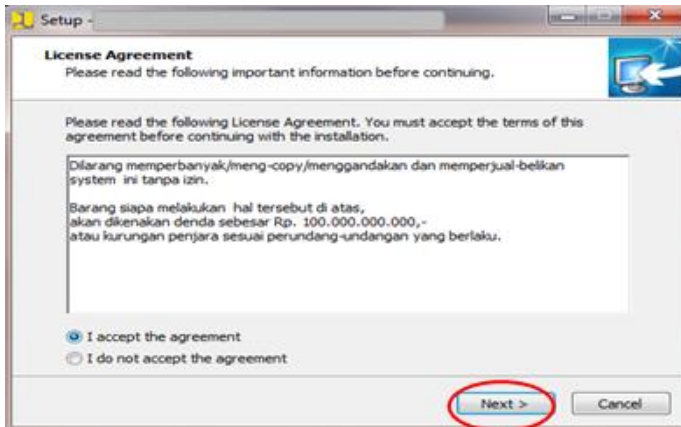 Setup -
License Agreement
Please read the following important information before continuing.
Please read the following License Agreement. You must accept the terms of this
agreement before continuing with the installation.
Dilarang memperbanyak/meng-copy/menggandakan dan memperjual-belikan
system ini tanpa izin.
Barang siapa melakukan hal tersebut di atas,
akan dikenakan denda sebesar Rp. 100.000.000.000,-
atau kurungan penjara sesuai perundang-undangan yang berlaku.
I accept the agreement
I do not accept the agreement
Next >
Cancel